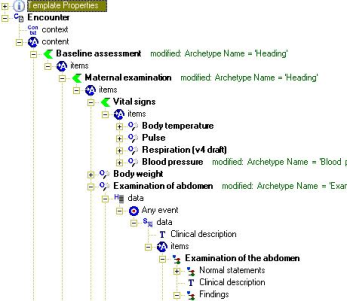 Template Properties
Encounter
Con txt context
content
Baseline assessment modified: Archetype Name = 'Heading'
items
Maternal examination modified: Archetype Name = 'Heading'
items
Vital signs
items
Body temperature
Pulse
Respiration (v4 draft)
Blood pressure modified: Archetype Name = 'Blood p
Body weight
Examination of abdomen modified: Archetype Name = 'Exar
data
Any event
data
T Clinical description
items
Examination of the abdomen
Normal statements
T Clinical description
Findings